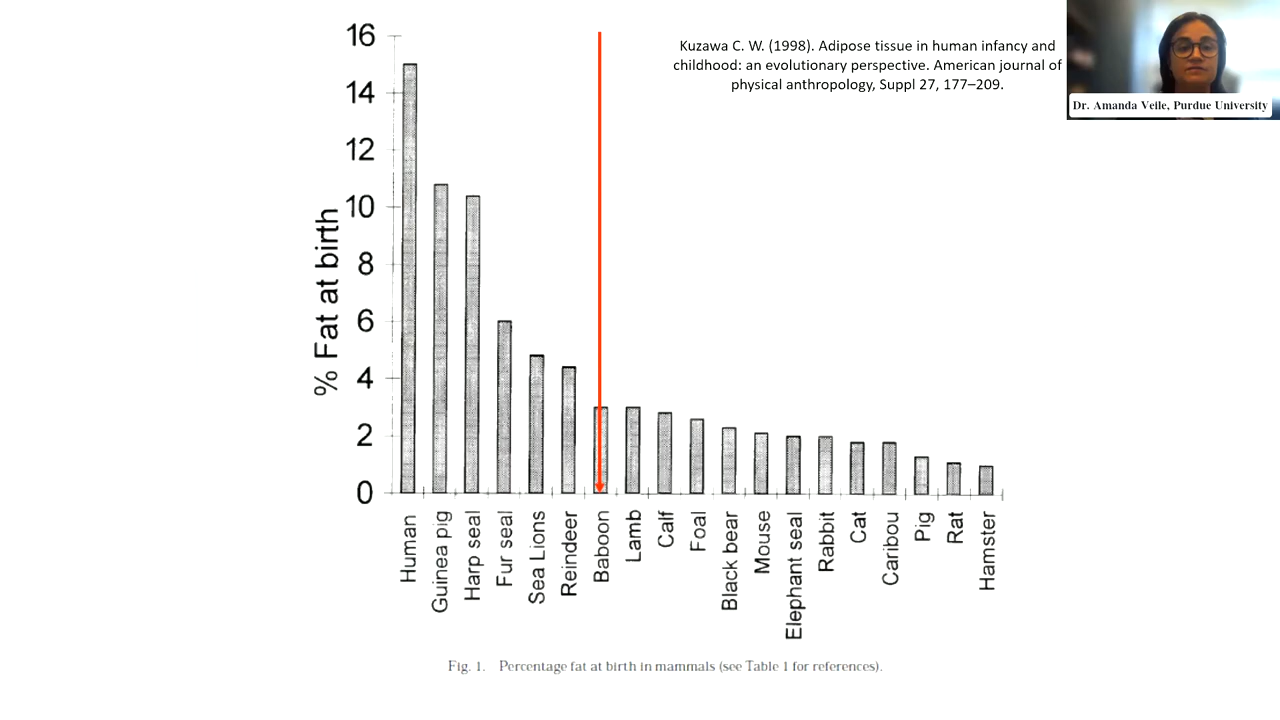 Kuzawa C. W. (1998). Adipose tissue in human infancy and
childhood: an evolutionary perspective. American journal of
physical anthropology, Suppl 27, 177–209.
Dr. Amanda Veile, Purdue University
% Fat at birth
16
14
12
10
8
6
4
2
0
Human
Guinea pig
Harp seal
Fur seal
Sea Lions
Reindeer
Baboon
Lamb
Calf
Foal
Black bear
Mouse
Elephant seal
Rabbit
Cat
Caribou
Pig
Rat
Hamster
Fig. 1. Percentage fat at birth in mammals (see Table 1 for references).